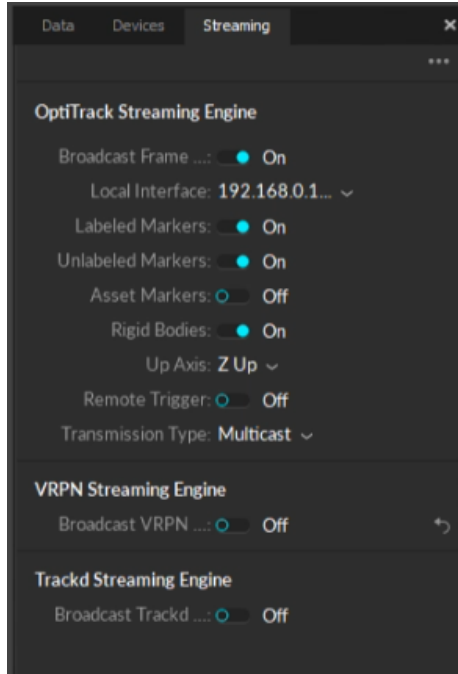 Data Devices Streaming
OptiTrack Streaming Engine
Broadcast Frame ...: On
Local Interface: 192.168.0.1...
Labeled Markers: On
Unlabeled Markers: On
Asset Markers: Off
Rigid Bodies: On
Up Axis: Z Up
Remote Trigger: Off
Transmission Type: Multicast
VRPN Streaming Engine
Broadcast VRPN ...: Off
Trackd Streaming Engine
Broadcast Trackd ...: Off